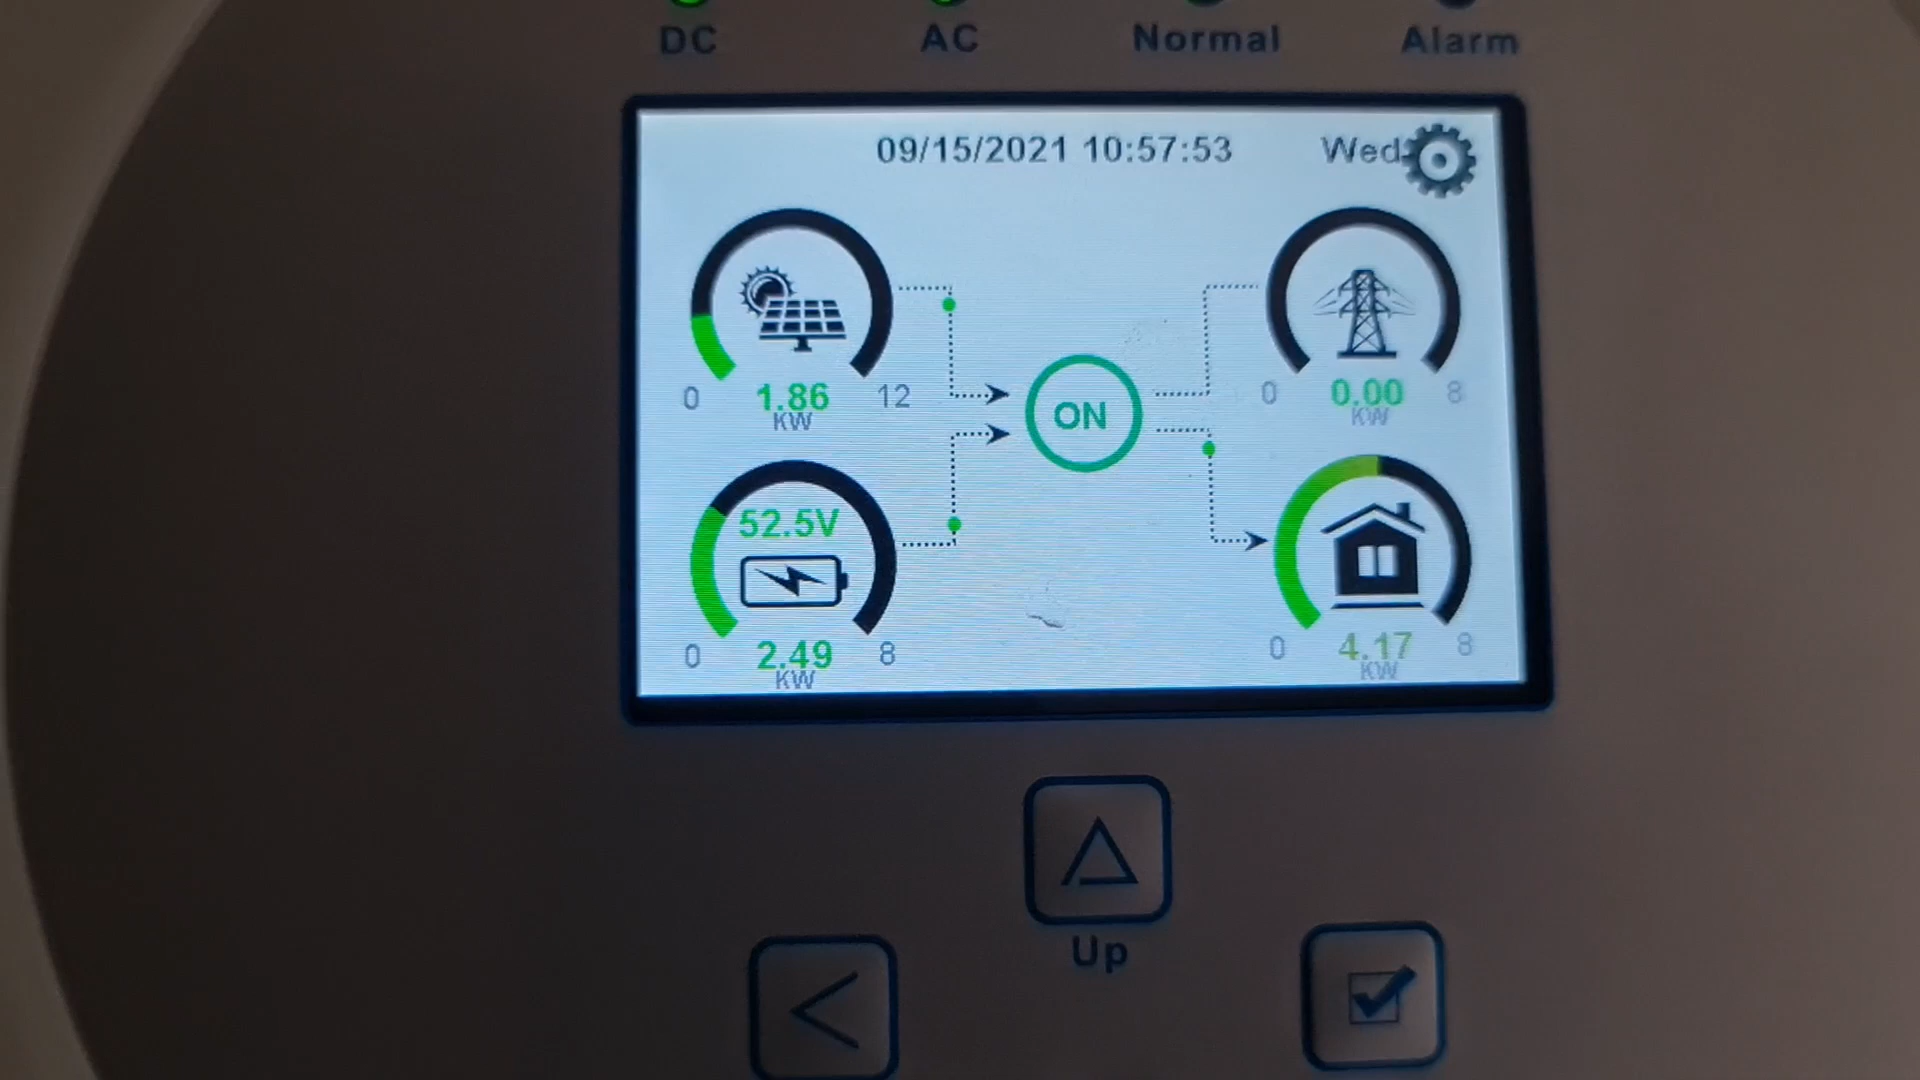 DC AC Normal Alarm
09/15/2021 10:57:53 Wed
0 1.86 12
KW
0 0.00 8
KW
ON
52.5V
0 2.49 8
KW
0 4.17 8
KW
Up